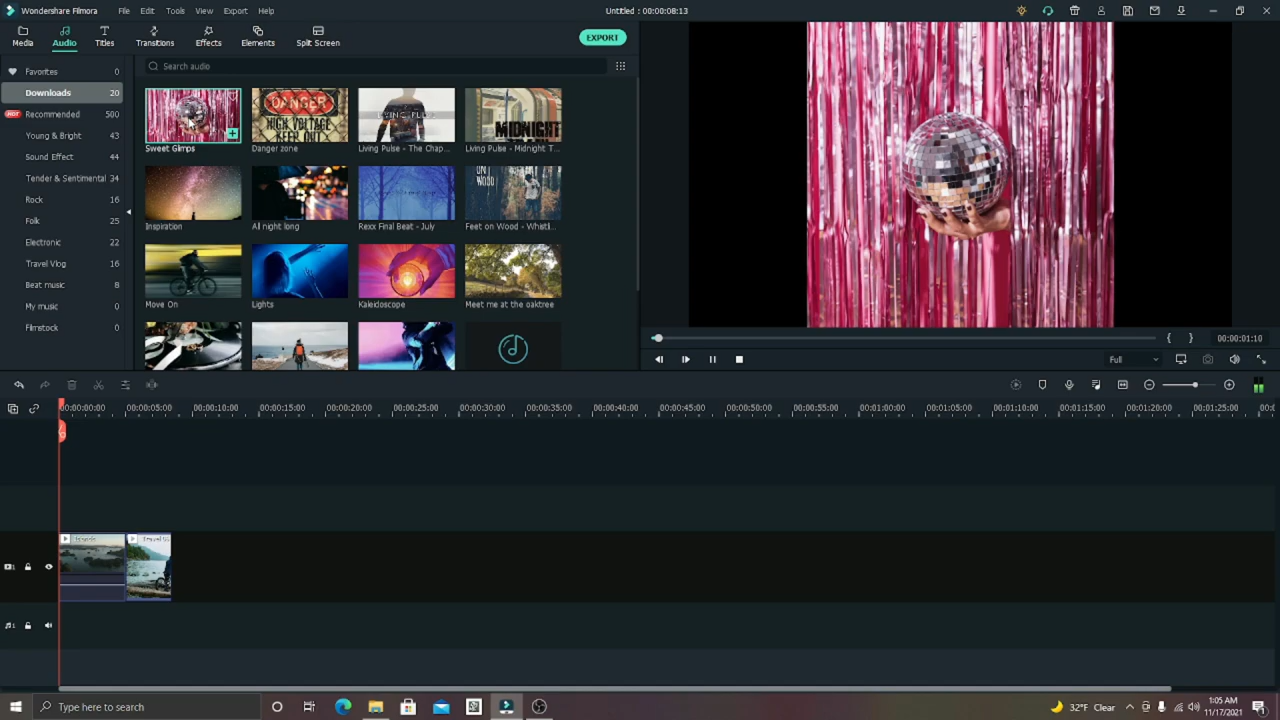 Wondershare Filmora File Edit Tools View Export Help Untitled : 00:00:08:13
Media Audio Titles Transitions Effects Elements Split Screen EXPORT
Search audio
Favorites 0
Downloads 20
HOT Recommended 500
Young & Bright 43
Sound Effect 44
Tender & Sentimental 34
Rock 16
Folk 25
Electronic 22
Travel Vlog 16
Beat music 8
My music 0
Filmstock 0
DANGER
HIGH VOLTAGE
KEEP OUT
LIVING PULSE
MIDNIGHT
Sweet Glimps Danger zone Living Pulse - The Chap... Living Pulse - Midnight T...
Inspiration All night long Rexx Final Beat - July Feet on Wood - Whistli...
Move On Lights Kaleidoscope Meet me at the oaktree
00:00:01:10
Full
00:00:00:00 00:00:05:00 00:00:10:00 00:00:15:00 00:00:20:00 00:00:25:00 00:00:30:00 00:00:35:00 00:00:40:00 00:00:45:00 00:00:50:00 00:00:55:00 00:01:00:00 00:01:05:00 00:01:10:00 00:01:15:00 00:01:20:00 00:01:25:00
Islands Travel
1
1
Type here to search
32°F Clear
1:05 AM
11/17/2021